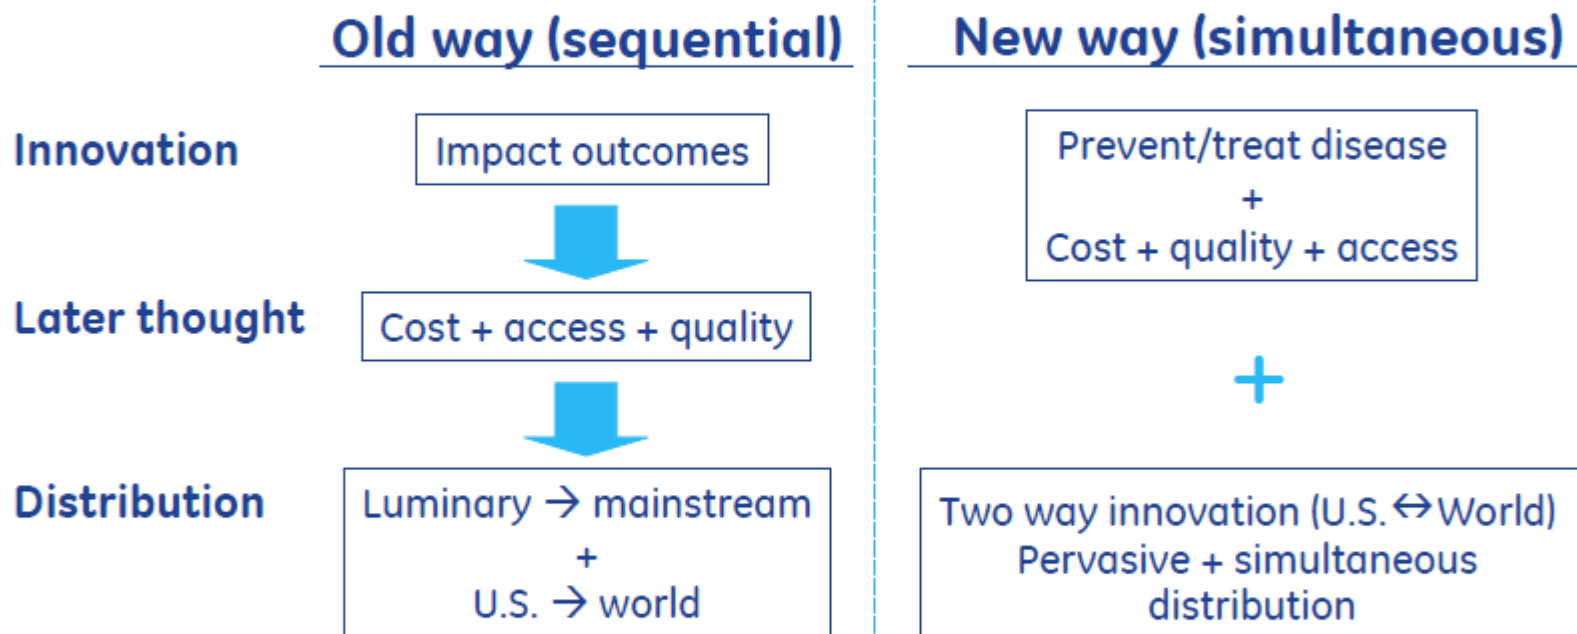 Old way (sequential)
New way (simultaneous)
Innovation
Impact outcomes
Prevent/treat disease
+
Cost + quality + access
Later thought
Cost + access + quality
+
Distribution
Luminary → mainstream
+
U.S. → world
Two way innovation (U.S.↔World)
Pervasive + simultaneous
distribution